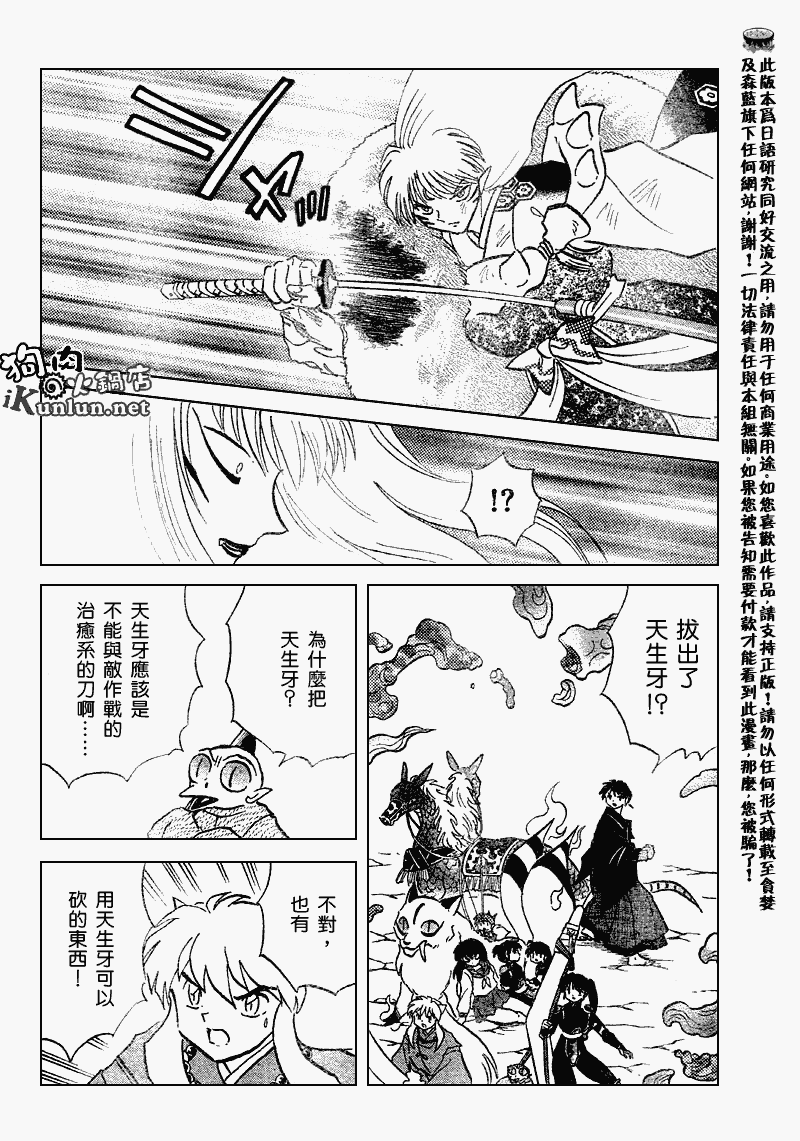 此版本爲日語研究同好交流之用,請勿用于任何商業用途。如您喜歡此作品,請支持正版!請勿以任何形式轉載至貪婪
及森藍旗下任何網站,謝謝!一切法律責任與本組無關。如果您被告知需要付款才能看到此漫畫,那麼,您被騙了!
狗肉
火鍋店
iKunlun.net
!?
拔出了
天生牙!?
為什麼把
天生牙?
天生牙應該是
不能與敵作戰的
治癒系的刀啊……
不對,
也有
用天生牙可以
砍的東西!